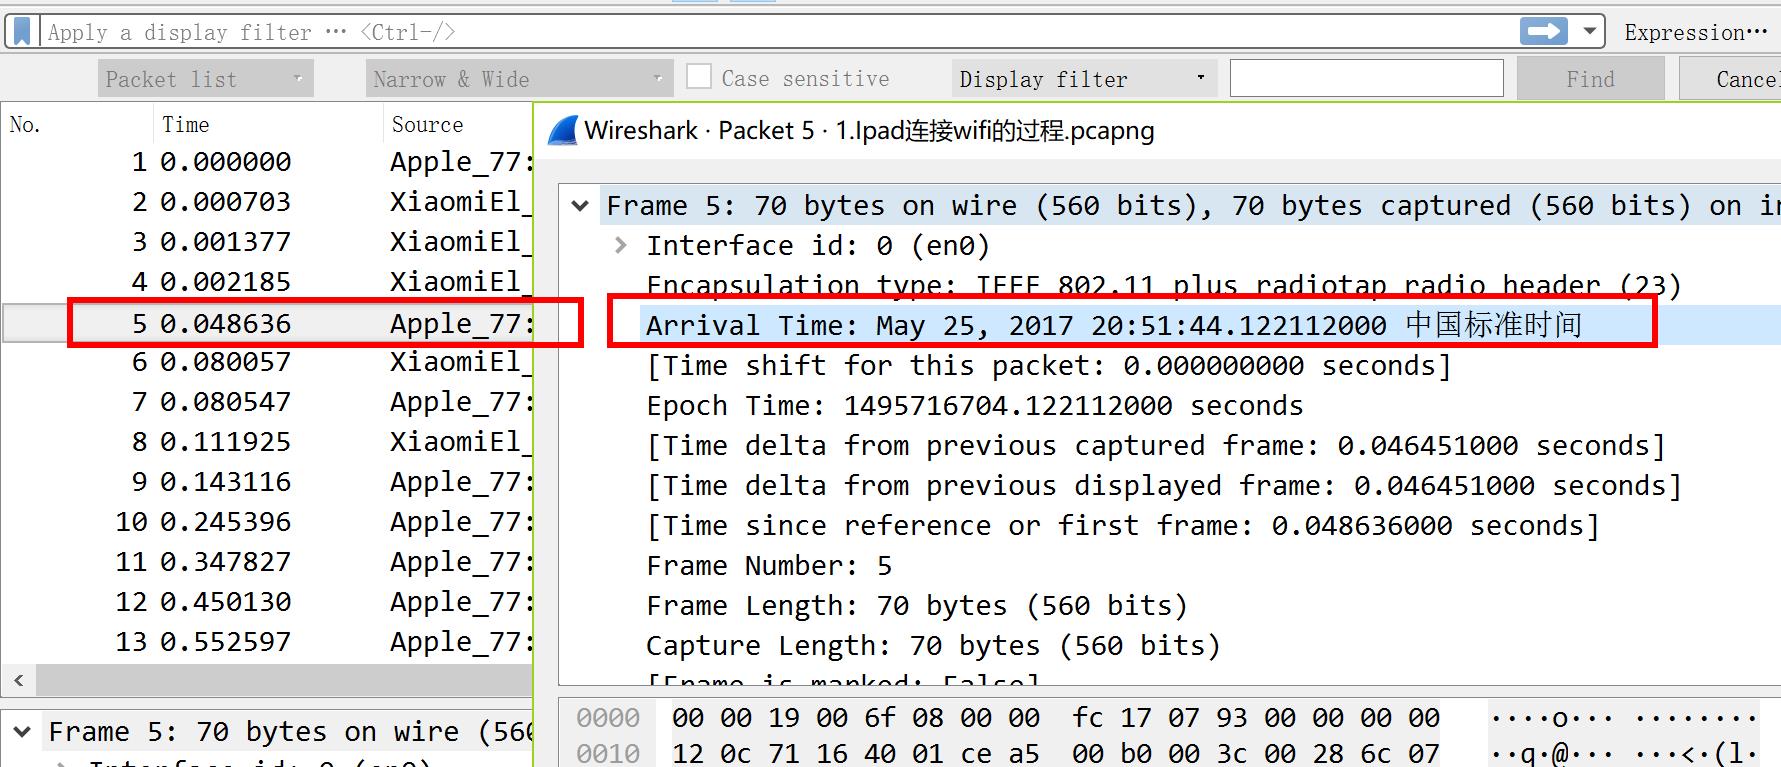 Apply a display filter ··· <Ctrl-/>
Expression···
Packet list
Narrow & Wide
Case sensitive
Display filter
Find
Cancel
No. Time Source
1 0.000000 Apple_77:
2 0.000703 XiaomiEl_
3 0.001377 XiaomiEl_
4 0.002185 XiaomiEl_
5 0.048636 Apple_77:
6 0.080057 XiaomiEl_
7 0.080547 Apple_77:
8 0.111925 XiaomiEl_
9 0.143116 Apple_77:
10 0.245396 Apple_77:
11 0.347827 Apple_77:
12 0.450130 Apple_77:
13 0.552597 Apple_77:
Frame 5: 70 bytes on wire (560
Interface id: 0 (en0)
Wireshark · Packet 5 · 1.Ipad连接wifi的过程.pcapng
Frame 5: 70 bytes on wire (560 bits), 70 bytes captured (560 bits) on in
Interface id: 0 (en0)
Encapsulation type: IEEE 802.11 plus radiotap radio header (23)
Arrival Time: May 25, 2017 20:51:44.122112000 中国标准时间
[Time shift for this packet: 0.000000000 seconds]
Epoch Time: 1495716704.122112000 seconds
[Time delta from previous captured frame: 0.046451000 seconds]
[Time delta from previous displayed frame: 0.046451000 seconds]
[Time since reference or first frame: 0.048636000 seconds]
Frame Number: 5
Frame Length: 70 bytes (560 bits)
Capture Length: 70 bytes (560 bits)
[Frame is marked: False]
0000 00 00 19 00 6f 08 00 00 fc 17 07 93 00 00 00 00 ····o··· ········
0010 12 0c 71 16 40 01 ce a5 00 b0 00 3c 00 28 6c 07 ··q·@··· ···<·(l·